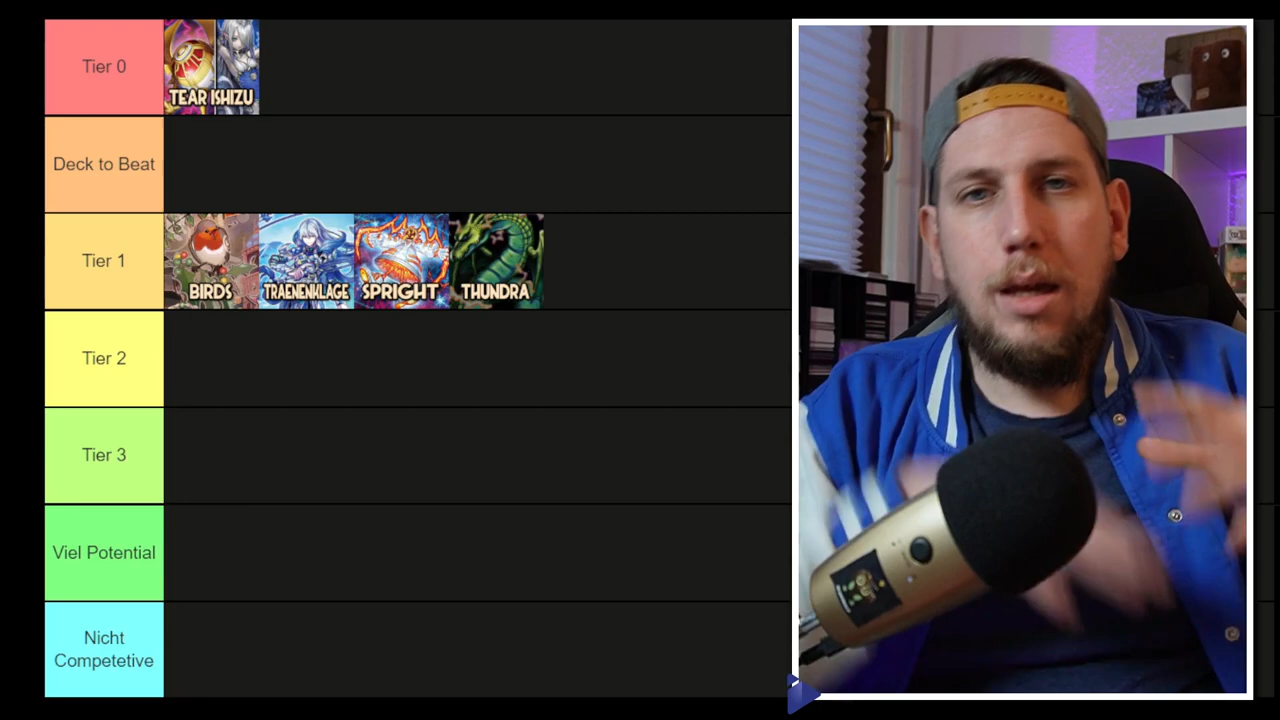 Tier 0
TEAR ISHIZU
Deck to Beat
Tier 1
BIRDS
TRAENENKLAGE
SPRIGHT
THUNDRA
Tier 2
Tier 3
Viel Potential
Nicht
Competetive